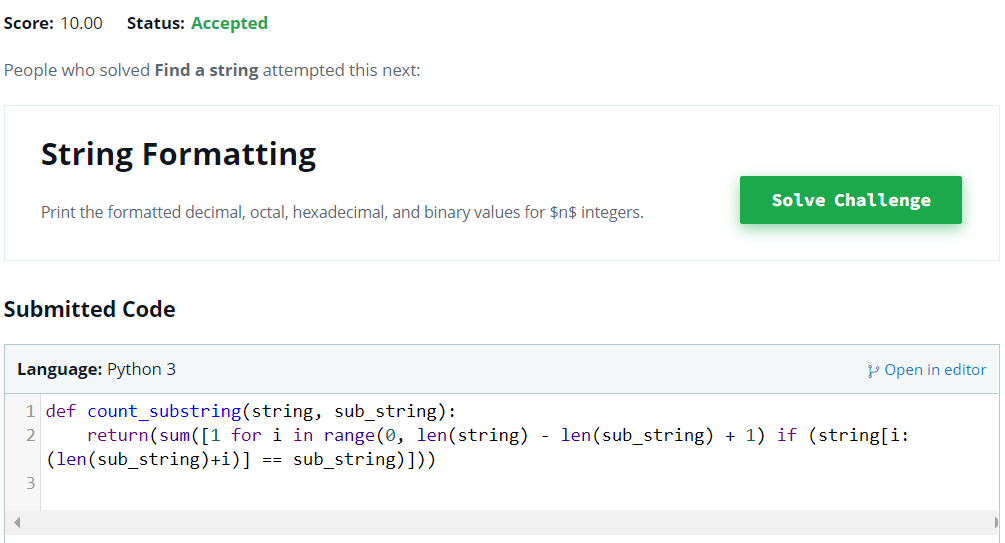 Score: 10.00 Status: Accepted
People who solved Find a string attempted this next:
String Formatting
Print the formatted decimal, octal, hexadecimal, and binary values for $n$ integers.
Solve Challenge
Submitted Code
Language: Python 3
Open in editor
1 def count_substring(string, sub_string):
2     return(sum([1 for i in range(0, len(string) - len(sub_string) + 1) if (string[i:
(len(sub_string)+i)] == sub_string)]))
3